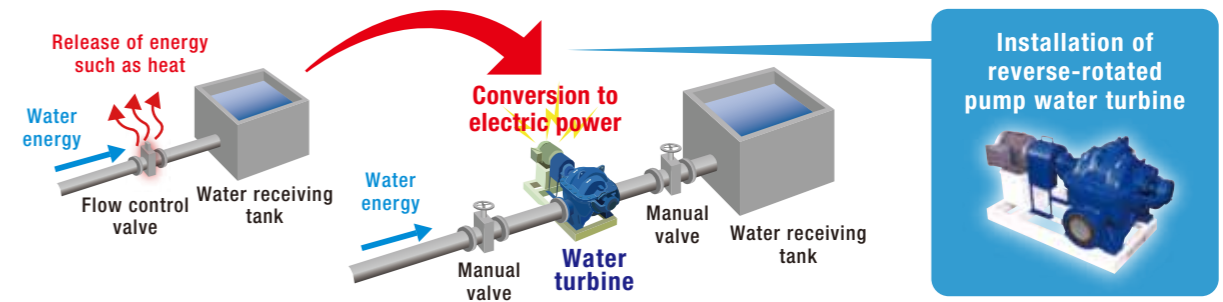 Release of energy
such as heat
Water
energy
Flow control
valve
Water receiving
tank
Conversion to
electric power
Water
energy
Manual
valve
Water
turbine
Manual
valve
Water receiving
tank
Installation of
reverse-rotated
pump water turbine